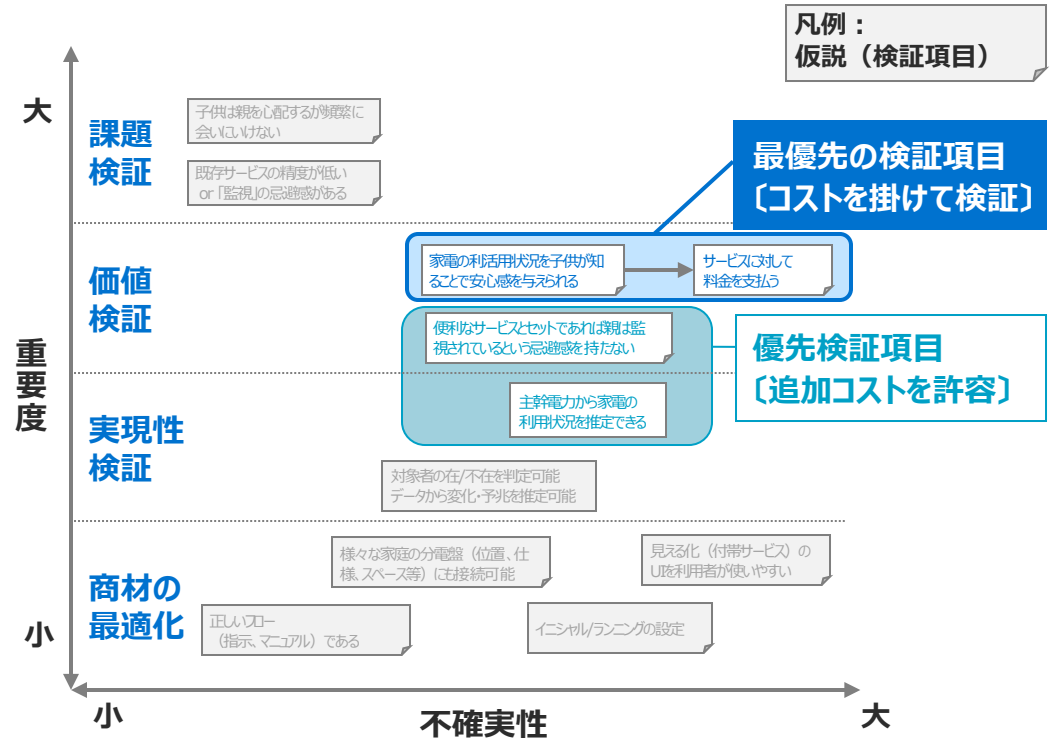 凡例：
仮説（検証項目）
大
課題
検証
子供は親を心配するが頻繁に
会いにいけない
既存サービスの精度が低い
or「監視」の忌避感がある
最優先の検証項目
〔コストを掛けて検証〕
価値
検証
家電の利活用状況を子供が知
ることで安心感を与えられる
サービスに対して
料金を支払う
便利なサービスとセットであれば親は監
視されているという忌避感を持たない
優先検証項目
〔追加コストを許容〕
重要度
実現性
検証
主幹電力から家電の
利用状況を推定できる
対象者の在/不在を判定可能
データから変化・予兆を推定可能
商材の
最適化
様々な家庭の分電盤（位置、仕
様、スペース等）にも接続可能
見える化（付帯サービス）の
UIを利用者が使いやすい
正しいフロー
（指示、マニュアル）である
イニシャル/ランニングの設定
小
小
不確実性
大